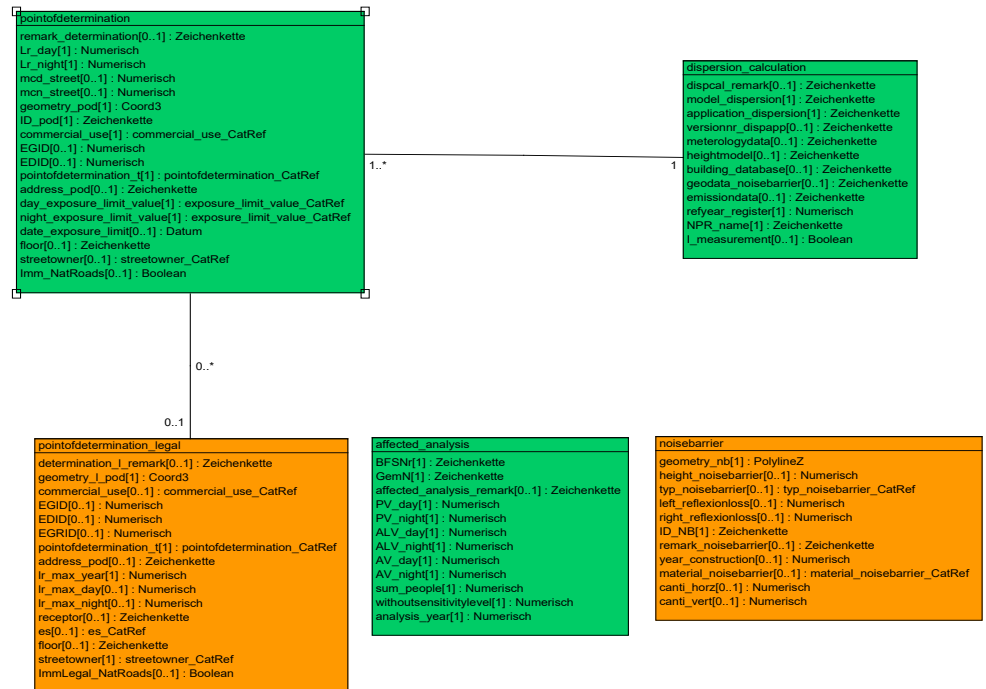 pointofdetermination
remark_determination[0..1] : Zeichenkette
Lr_day[1] : Numerisch
Lr_night[1] : Numerisch
mcd_street[0..1] : Numerisch
mcn_street[0..1] : Numerisch
geometry_pod[1] : Coord3
ID_pod[1] : Zeichenkette
commercial_use[1] : commercial_use_CatRef
EGID[0..1] : Numerisch
EDID[0..1] : Numerisch
pointofdetermination_t[1] : pointofdetermination_CatRef
address_pod[0..1] : Zeichenkette
day_exposure_limit_value[1] : exposure_limit_value_CatRef
night_exposure_limit_value[1] : exposure_limit_value_CatRef
date_exposure_limit[0..1] : Datum
floor[0..1] : Zeichenkette
streetowner[1] : streetowner_CatRef
Imm_NatRoads[0..1] : Boolean
1..*
1
dispersion_calculation
dispcal_remark[0..1] : Zeichenkette
model_dispersion[1] : Zeichenkette
application_dispersion[1] : Zeichenkette
versionnr_dispapp[0..1] : Zeichenkette
meterologydata[0..1] : Zeichenkette
heightmodel[0..1] : Zeichenkette
building_database[0..1] : Zeichenkette
geodata_noisebarrier[0..1] : Zeichenkette
emissiondata[0..1] : Zeichenkette
refyear_register[1] : Numerisch
NPR_name[1] : Zeichenkette
I_measurement[0..1] : Boolean
0..*
0..1
pointofdetermination_legal
determination_l_remark[0..1] : Zeichenkette
geometry_l_pod[1] : Coord3
commercial_use[0..1] : commercial_use_CatRef
EGID[0..1] : Numerisch
EDID[0..1] : Numerisch
EGRID[0..1] : Numerisch
pointofdetermination_t[1] : pointofdetermination_CatRef
address_pod[0..1] : Zeichenkette
lr_max_year[1] : Numerisch
lr_max_day[0..1] : Numerisch
lr_max_night[0..1] : Numerisch
receptor[0..1] : Zeichenkette
es[0..1] : es_CatRef
floor[0..1] : Zeichenkette
streetowner[1] : streetowner_CatRef
ImmLegal_NatRoads[0..1] : Boolean
affected_analysis
BFSNr[1] : Zeichenkette
GemN[1] : Zeichenkette
affected_analysis_remark[0..1] : Zeichenkette
PV_day[1] : Numerisch
PV_night[1] : Numerisch
ALV_day[1] : Numerisch
ALV_night[1] : Numerisch
AV_day[1] : Numerisch
AV_night[1] : Numerisch
sum_people[1] : Numerisch
withoutsensitivitylevel[1] : Numerisch
analysis_year[1] : Numerisch
noisebarrier
geometry_nb[1] : PolylineZ
height_noisebarrier[0..1] : Numerisch
typ_noisebarrier[0..1] : typ_noisebarrier_CatRef
left_reflexionloss[0..1] : Numerisch
right_reflexionloss[0..1] : Numerisch
ID_NB[1] : Zeichenkette
remark_noisebarrier[0..1] : Zeichenkette
year_construction[0..1] : Numerisch
material_noisebarrier[0..1] : material_noisebarrier_CatRef
canti_horz[0..1] : Numerisch
canti_vert[0..1] : Numerisch